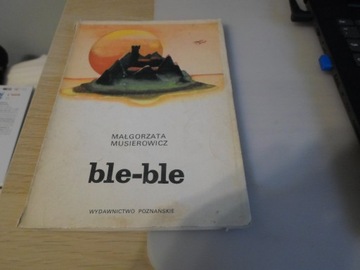 MAŁGORZATA
MUSIEROWICZ
ble-ble
WYDAWNICTWO POZNAŃSKIE